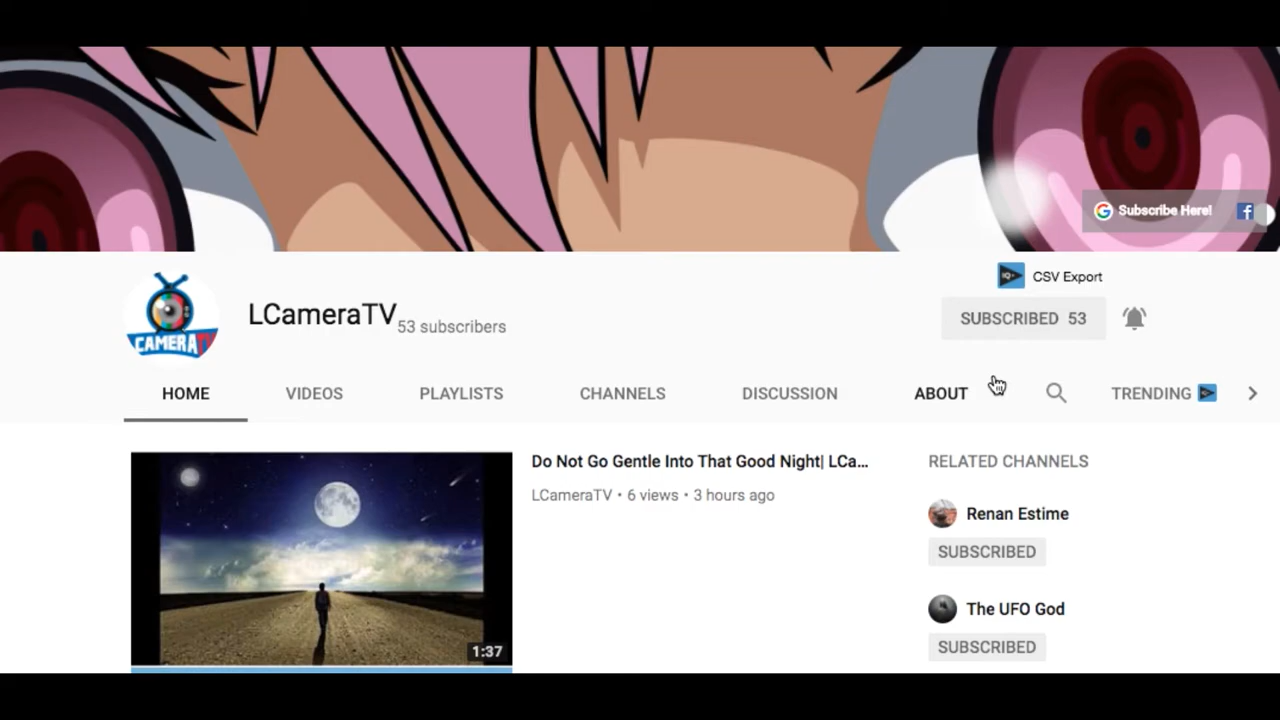 Subscribe Here!
IQ+ CSV Export
CAMERATV
LCameraTV 53 subscribers
SUBSCRIBED 53
HOME VIDEOS PLAYLISTS CHANNELS DISCUSSION ABOUT TRENDING
Do Not Go Gentle Into That Good Night| LCa...
LCameraTV • 6 views • 3 hours ago
1:37
RELATED CHANNELS
Renan Estime
SUBSCRIBED
The UFO God
SUBSCRIBED